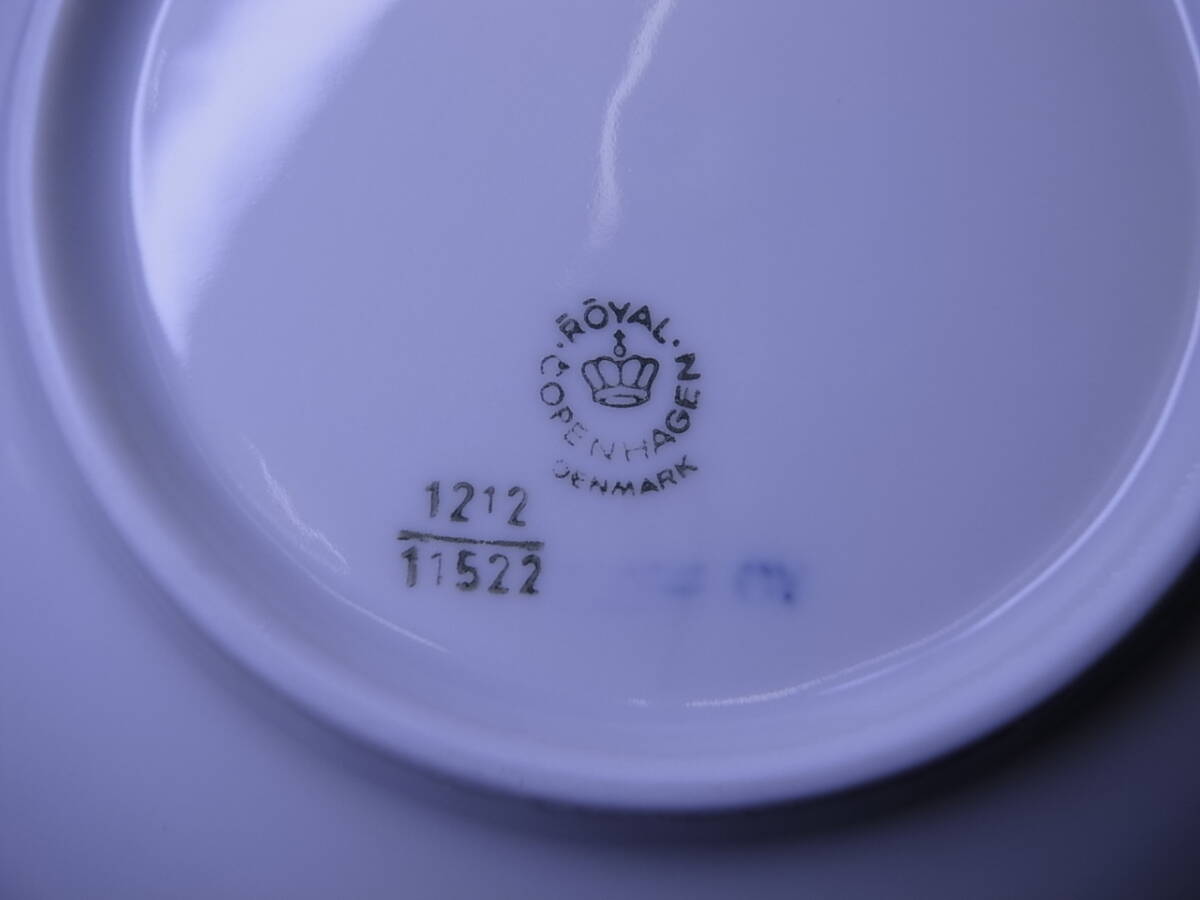 ROYAL
COPENHAGEN
DENMARK
1212
11522